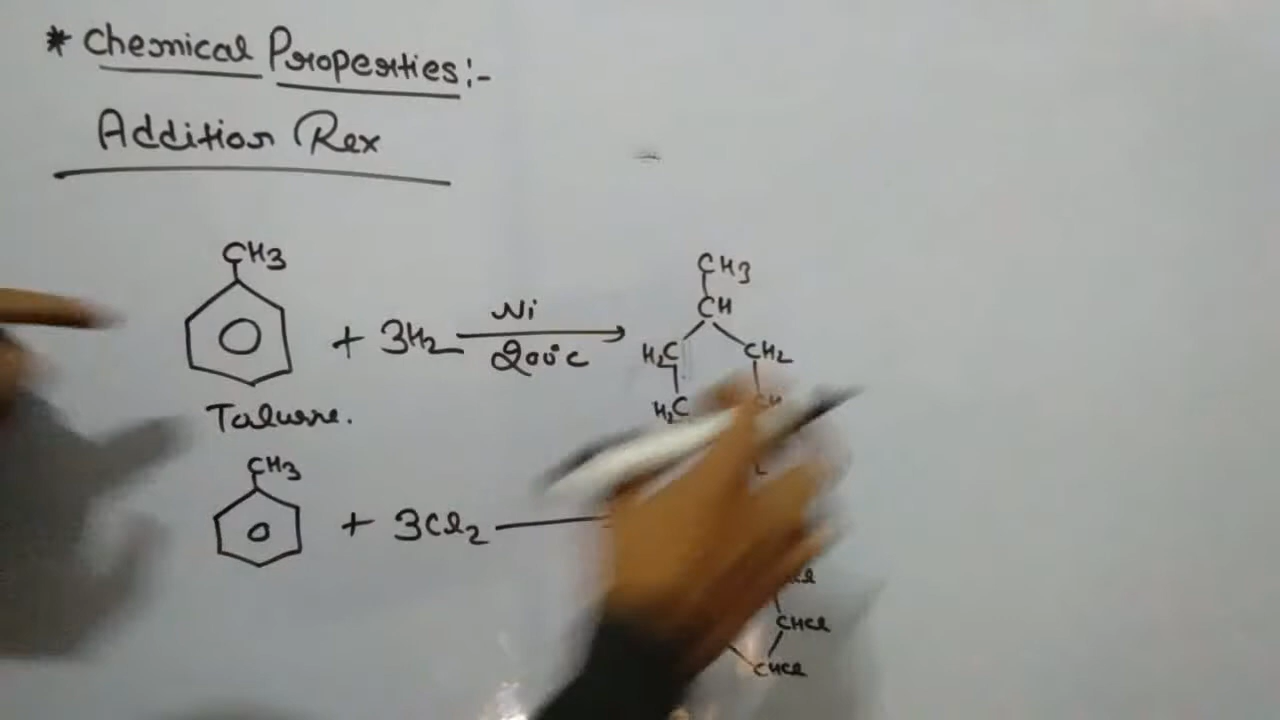 * Chemical Properties:-
Addition Rex
CH3
+ 3H2
Ni
200°C
CH3
CH
H2C
CH2
H2C
Toluene.
CH3
+ 3Cl2
CHCl
CHCl